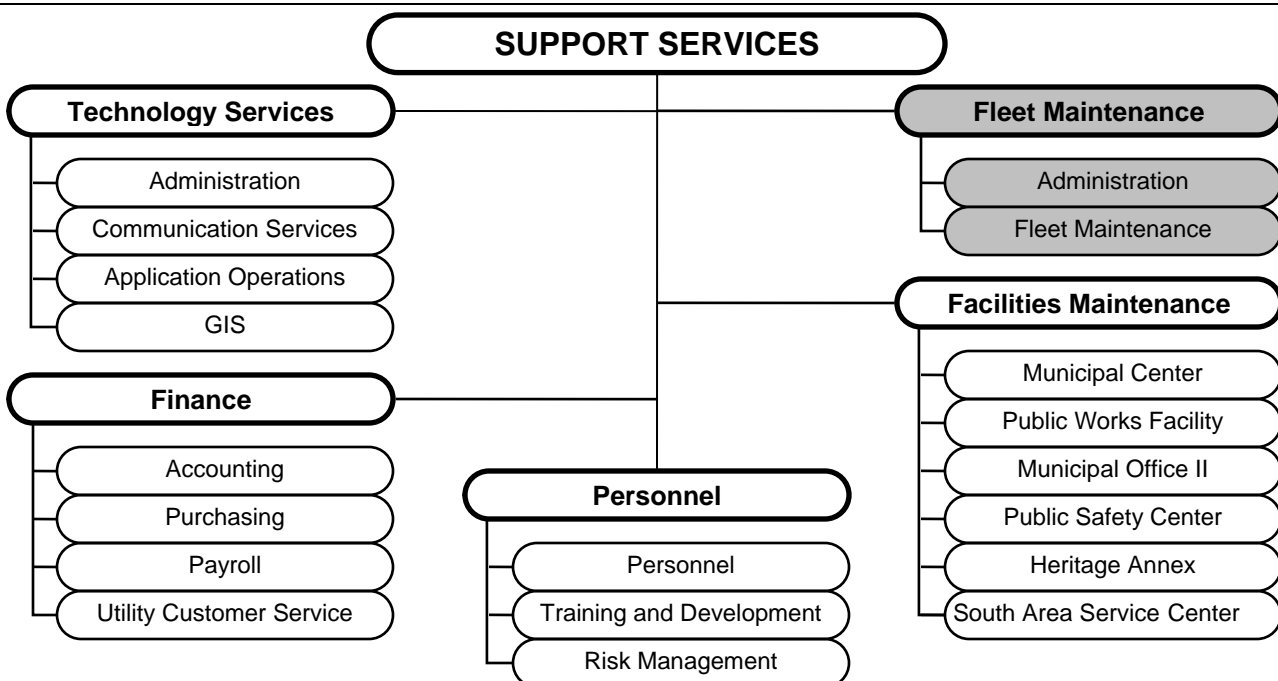 SUPPORT SERVICES
Technology Services
Administration
Communication Services
Application Operations
GIS
Finance
Accounting
Purchasing
Payroll
Utility Customer Service
Personnel
Personnel
Training and Development
Risk Management
Fleet Maintenance
Administration
Fleet Maintenance
Facilities Maintenance
Municipal Center
Public Works Facility
Municipal Office II
Public Safety Center
Heritage Annex
South Area Service Center